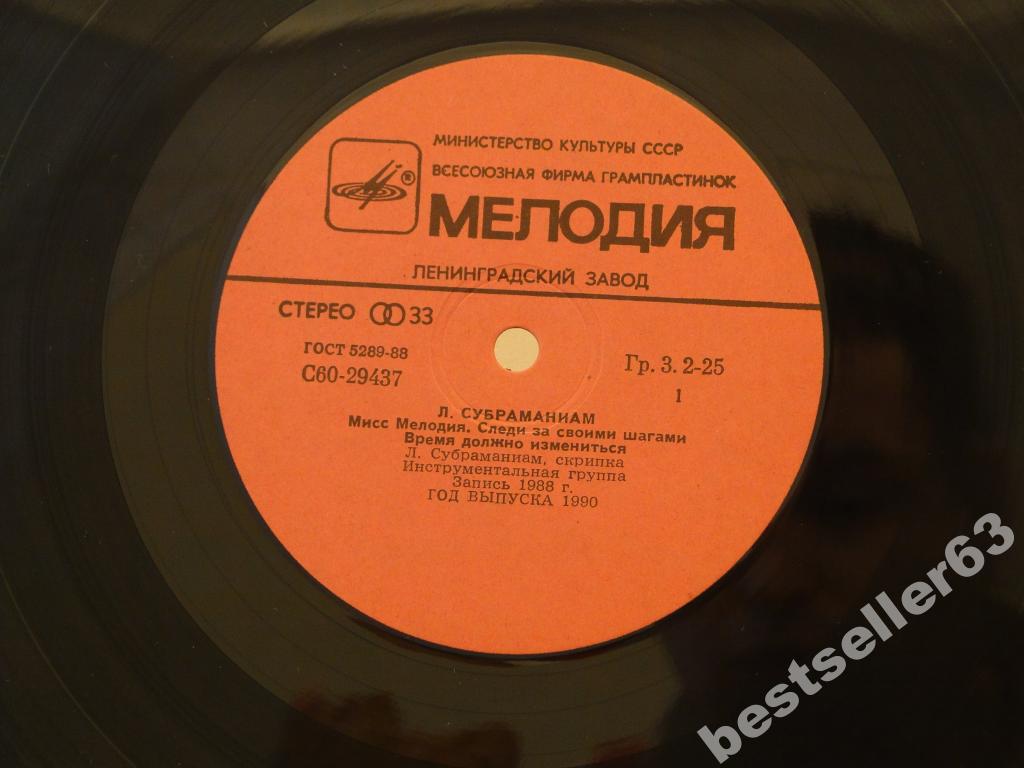 МИНИСТЕРСТВО КУЛЬТУРЫ СССР
ВСЕСОЮЗНАЯ ФИРМА ГРАМПЛАСТИНОК
®
МЕЛОДИЯ
ЛЕНИНГРАДСКИЙ ЗАВОД
СТЕРЕО 33
ГОСТ 5289-88
С60-29437
Гр. 3. 2-25
1
Л. СУБРАМАНИАМ
Мисс Мелодия. Следи за своими шагами
Время должно измениться
Л. Субраманиам, скрипка
Инструментальная группа
Запись 1988 г.
ГОД ВЫПУСКА 1990
bestseller63